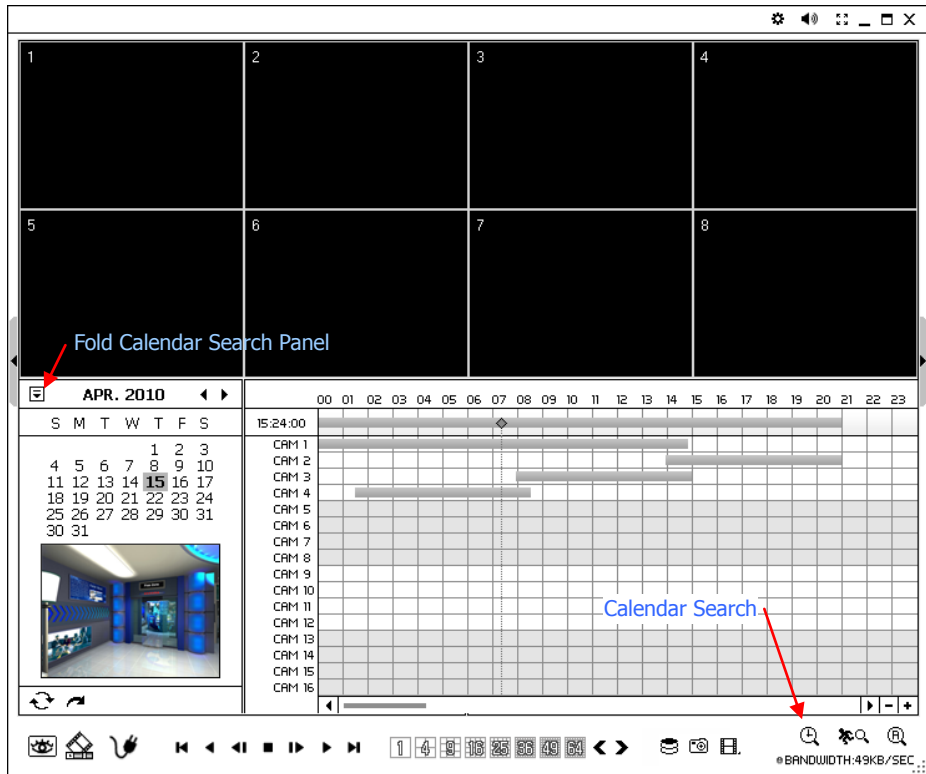 1 2 3 4
5 6 7 8
Fold Calendar Search Panel
APR. 2010
00 01 02 03 04 05 06 07 08 09 10 11 12 13 14 15 16 17 18 19 20 21 22 23
S M T W T F S
15:24:00
1 2 3
4 5 6 7 8 9 10
11 12 13 14 15 16 17
18 19 20 21 22 23 24
25 26 27 28 29 30 31
30 31
CAM 1
CAM 2
CAM 3
CAM 4
CAM 5
CAM 6
CAM 7
CAM 8
CAM 9
CAM 10
CAM 11
CAM 12
CAM 13
CAM 14
CAM 15
CAM 16
Calendar Search
1 4 9 16 25 36 49 64
R
BANDWIDTH:49KB/SEC